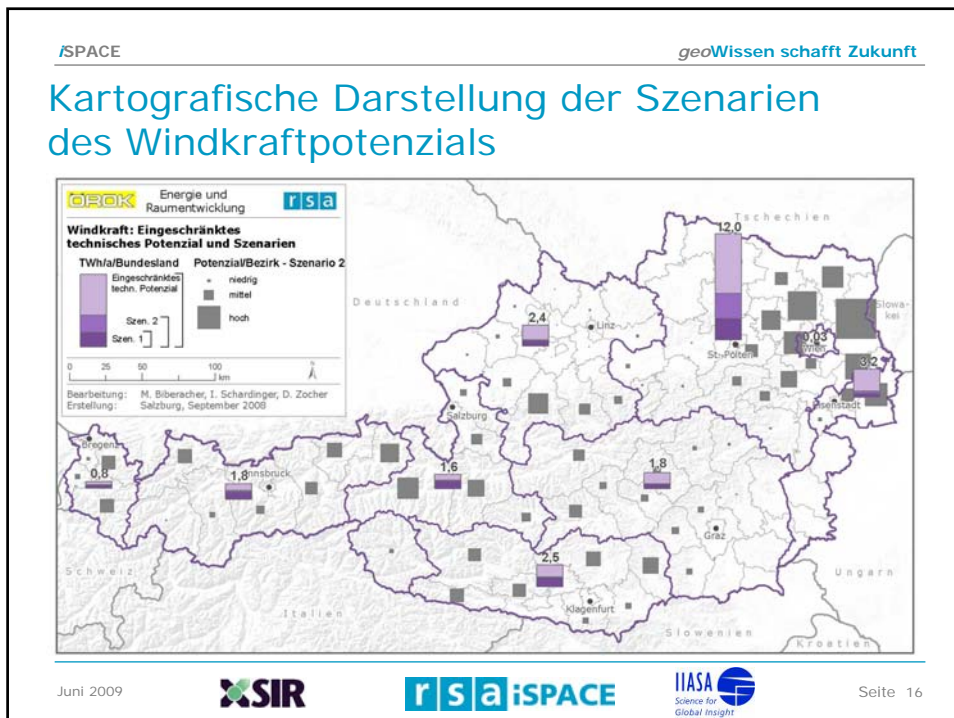 iSPACE
geoWissen schafft Zukunft
Kartografische Darstellung der Szenarien
des Windkraftpotenzials
ÖROK
Energie und
Raumentwicklung
rsa
Windkraft: Eingeschränktes
technisches Potenzial und Szenarien
TWh/a/Bundesland
Potenzial/Bezirk - Szenario 2
Eingeschränktes
techn. Potenzial
Szen. 2
Szen. 1
niedrig
mittel
hoch
0 25 50 100
km
N
Bearbeitung: M. Biberacher, I. Schardinger, D. Zocher
Erstellung: Salzburg, September 2008
Tschechien
12,0
Deutschland
Slowa-
kei
2,4
Linz
0,03
Wien
St. Pölten
3,2
Eisenstadt
Salzburg
Bregenz
0,8
1,8
Innsbruck
1,6
1,8
Graz
2,5
Klagenfurt
Schweiz
Italien
Ungarn
Slowenien
Kroatien
Juni 2009
SIR
rsa iSPACE
IIASA
Science for
Global Insight
Seite 16